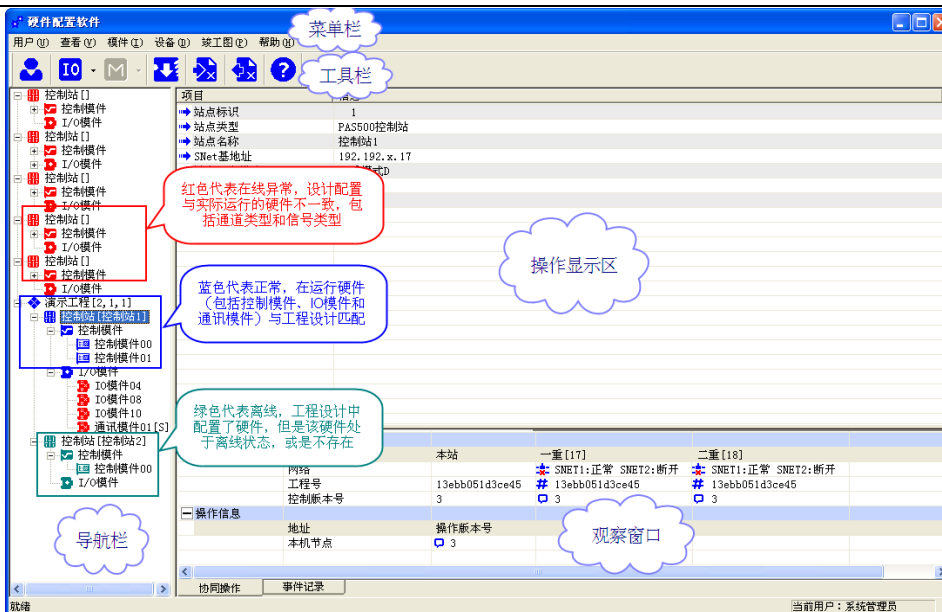 硬件配置软件
菜单栏
用户(U) 查看(V) 模件(I) 设备(D) 竣工图(P) 帮助(H)
IO M
工具栏
控制站[]
控制模件
I/O模件
控制站[]
控制模件
I/O模件
控制站[]
控制模件
I/O模件
控制站[]
控制模件
I/O模件
控制站[]
控制模件
I/O模件
演示工程[2,1,1]
控制站[控制站1]
控制模件
控制模件00
控制模件01
I/O模件
IO模件04
IO模件08
IO模件10
通讯模件01[S]
控制站[控制站2]
控制模件
控制模件00
I/O模件
导航栏
项目
站点标识 1
站点类型 PAS500控制站
站点名称 控制站1
SNet基地址 192.192.x.17
模式D
红色代表在线异常，设计配置
与实际运行的硬件不一致，包
括通道类型和信号类型
操作显示区
蓝色代表正常，在运行硬件
（包括控制模件、IO模件和
通讯模件）与工程设计匹配
绿色代表离线，工程设计中
配置了硬件，但是该硬件处
于离线状态，或是不存在
本站 一重[17] 二重[18]
网络 SNET1:正常 SNET2:断开 SNET1:正常 SNET2:断开
工程号 13ebb051d3ce45 13ebb051d3ce45 13ebb051d3ce45
控制版本号 3 3 3
操作信息
地址 操作版本号
本机节点 3
观察窗口
协同操作 事件记录
就绪 当前用户：系统管理员